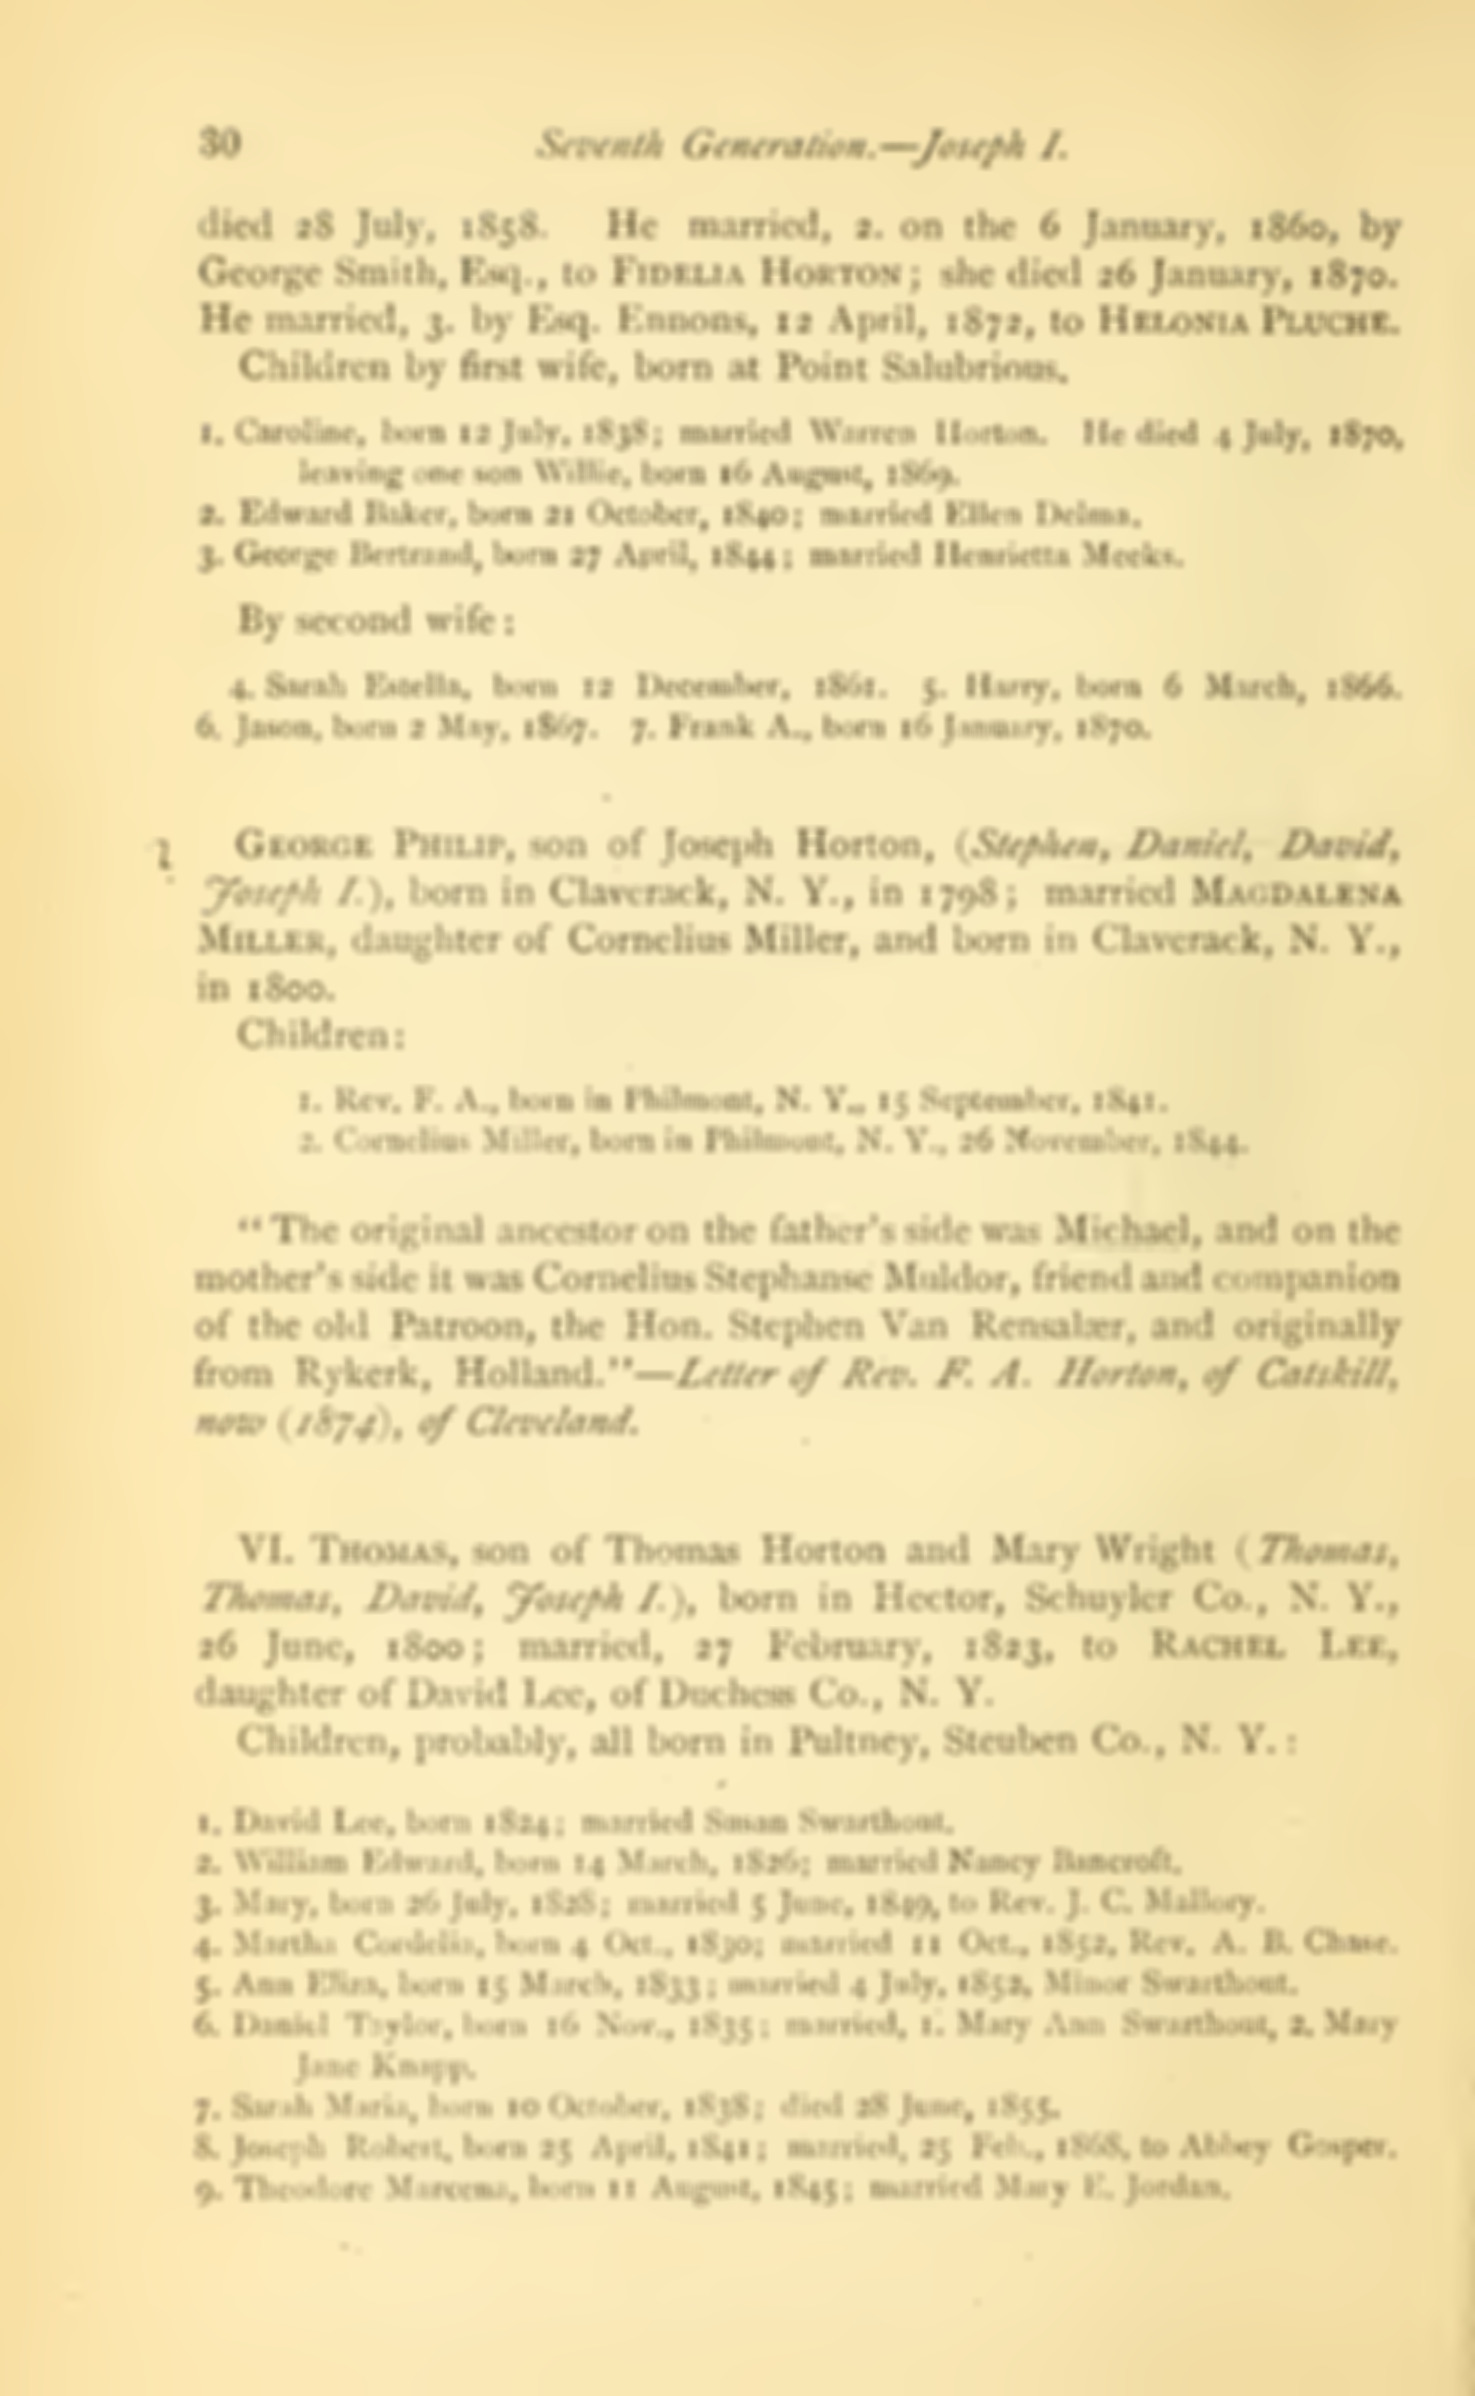 30 Seventh Generation.—Joseph I.
died 28 July, 1858. He married, 2. on the 6 January, 1860, by
George Smith, Esq., to FIDELIA HORTON; she died 26 January, 1870.
He married, 3. by Esq. Ennons, 12 April, 1872, to HELONIA PLUCHE.
Children by first wife, born at Point Salubrious.
1. Caroline, born 12 July, 1838; married Warren Horton. He died 4 July, 1870,
leaving one son Willie, born 16 August, 1869.
2. Edward Baker, born 21 October, 1840; married Ellen Delma.
3. George Bertrand, born 27 April, 1844; married Henrietta Meeks.
By second wife:
4. Sarah Estella, born 12 December, 1861. 5. Harry, born 6 March, 1866.
6. Jason, born 2 May, 1867. 7. Frank A., born 16 January, 1870.
GEORGE PHILIP, son of Joseph Horton, (Stephen, Daniel, David,
Joseph I.), born in Claverack, N. Y., in 1798; married MAGDALENA
MILLER, daughter of Cornelius Miller, and born in Claverack, N. Y.,
in 1800.
Children:
1. Rev. F. A., born in Philmont, N. Y., 15 September, 1841.
2. Cornelius Miller, born in Philmont, N. Y., 26 November, 1844.
“The original ancestor on the father's side was Michael, and on the
mother's side it was Cornelius Stephanse Muldor, friend and companion
of the old Patroon, the Hon. Stephen Van Rensalær, and originally
from Rykerk, Holland.”—Letter of Rev. F. A. Horton, of Catskill,
now (1874), of Cleveland.
VI. THOMAS, son of Thomas Horton and Mary Wright (Thomas,
Thomas, David, Joseph I.), born in Hector, Schuyler Co., N. Y.,
26 June, 1800; married, 27 February, 1823, to RACHEL LEE,
daughter of David Lee, of Duchess Co., N. Y.
Children, probably, all born in Pultney, Steuben Co., N. Y.:
1. David Lee, born 1824; married Susan Swarthout.
2. William Edward, born 14 March, 1826; married Nancy Bancroft.
3. Mary, born 26 July, 1828; married 5 June, 1849, to Rev. J. C. Mallory.
4. Martha Cordelia, born 4 Oct., 1830; married 11 Oct., 1852, Rev. A. B. Chase.
5. Ann Eliza, born 15 March, 1833; married 4 July, 1852, Minor Swarthout.
6. Daniel Taylor, born 16 Nov., 1835; married, 1. Mary Ann Swarthout, 2. Mary
Jane Knapp.
7. Sarah Maria, born 10 October, 1838; died 28 June, 1855.
8. Joseph Robert, born 25 April, 1841; married, 25 Feb., 1868, to Abbey Gosper.
9. Theodore Marcena, born 11 August, 1845; married Mary E. Jordan.